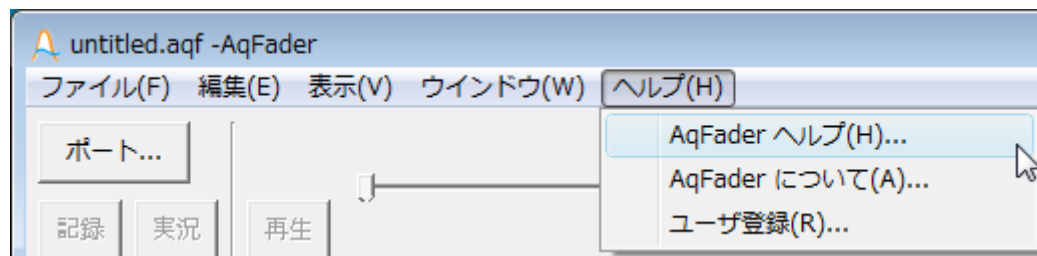 untitled.aqf -AqFader
ファイル(F) 編集(E) 表示(V) ウインドウ(W) ヘルプ(H)
ポート...
AqFader ヘルプ(H)...
AqFader について(A)...
ユーザ登録(R)...
記録 実況 再生